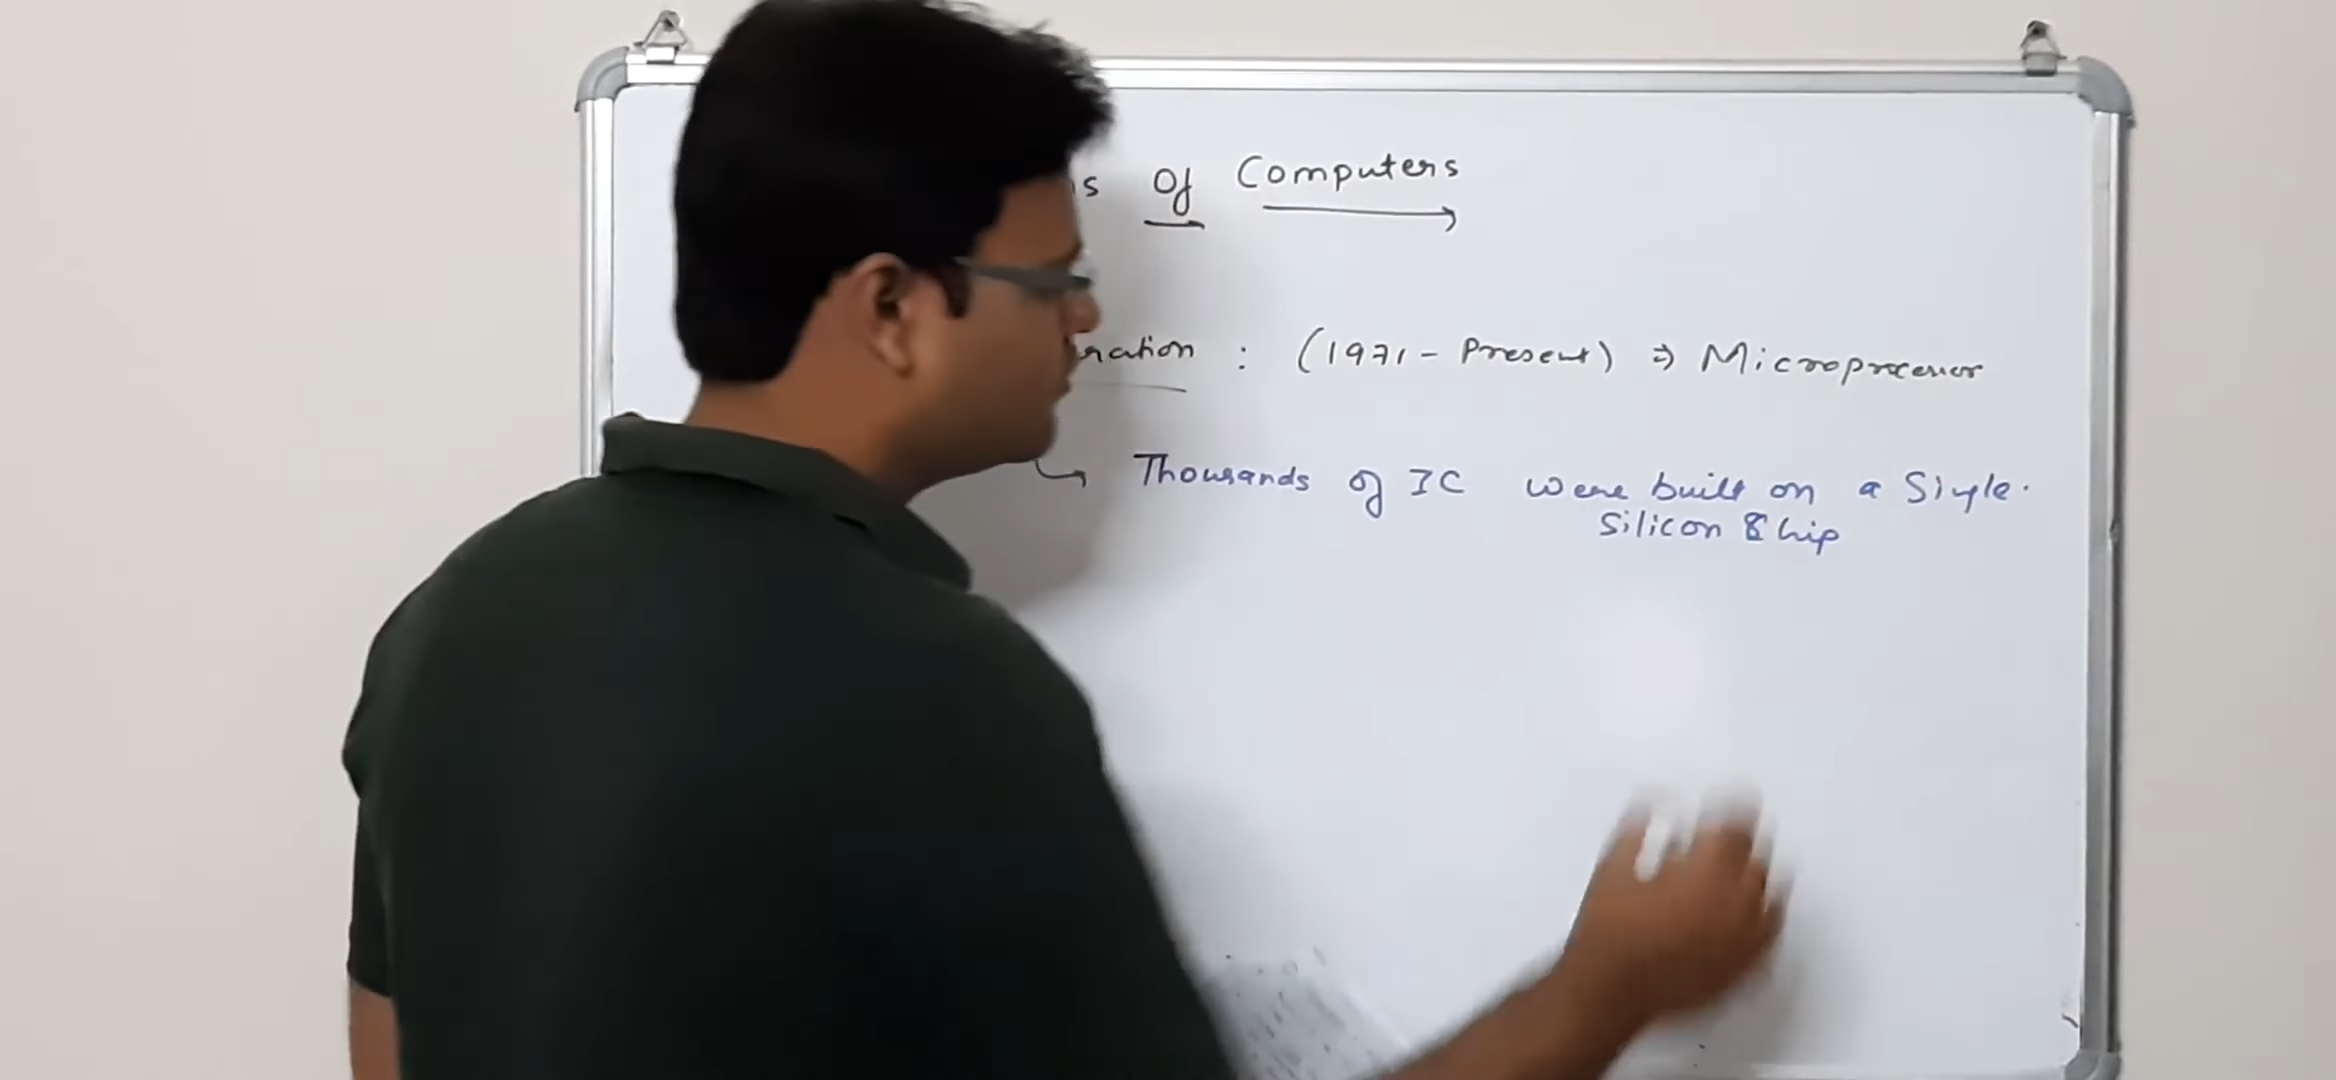 s Of Computers
ration : (1971 - Present) ⇒ Microprocessor
↳ Thousands of IC were built on a Single.
Silicon Chip